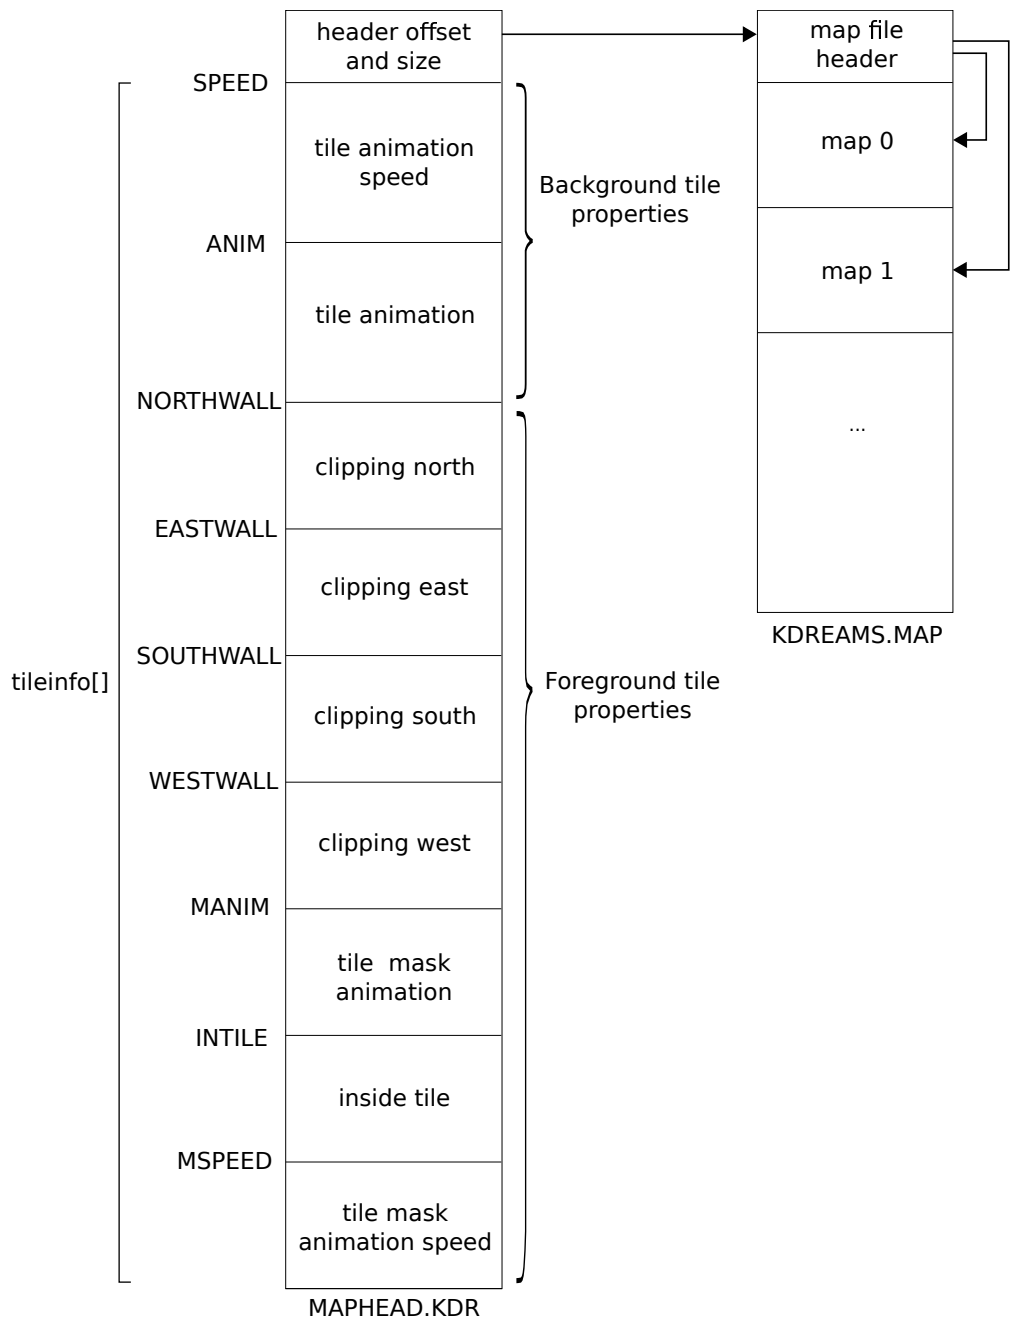 header offset
and size
map file
header
SPEED
tile animation
speed
map 0
Background tile
properties
ANIM
map 1
tile animation
NORTHWALL
...
clipping north
EASTWALL
clipping east
KDREAMS.MAP
SOUTHWALL
tileinfo[]
Foreground tile
properties
clipping south
WESTWALL
clipping west
MANIM
tile mask
animation
INTILE
inside tile
MSPEED
tile mask
animation speed
MAPHEAD.KDR